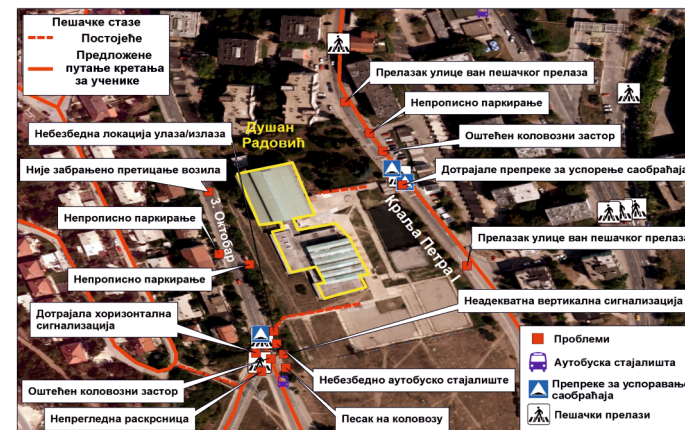 Пешачке стазе
Постојеће
Предложене
путање кретања
за ученике
Прелазак улице ван пешачког прелаза
Непрописно паркирање
Небезбедна локација улаза/излаза
Душан
Радовић
Оштећен коловозни застор
Није забрањено претицање возила
Дотрајале препреке за успорење саобраћаја
3. Октобар
Краља Петра I
Непрописно паркирање
Прелазак улице ван пешачког прелаза
Непрописно паркирање
Неадекватна вертикална сигнализација
Дотрајала хоризонтална
сигнализација
Проблеми
Аутобуска стајалишта
Небезбедно аутобуско стајалиште
Препреке за успоравање
саобраћаја
Оштећен коловозни застор
Непрегледна раскрсница
Песак на коловозу
Пешачки прелази